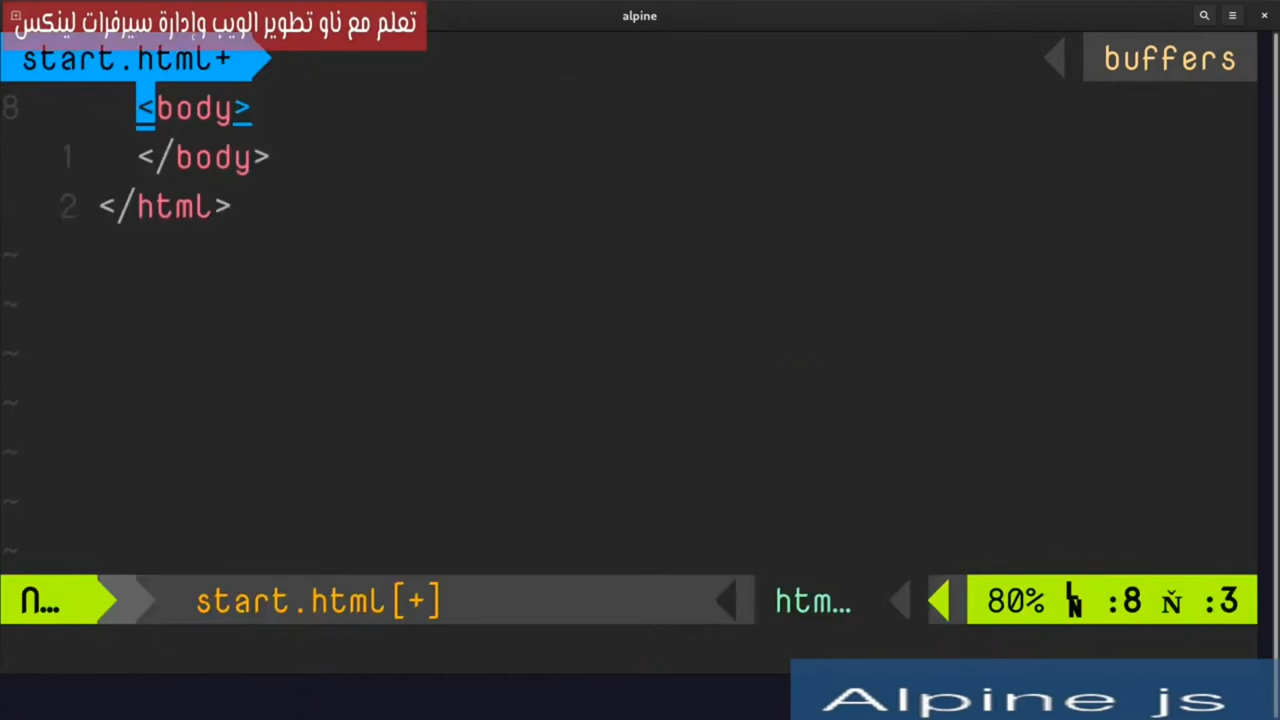 alpine
تعلم مع ناو تطوير الويب وإدارة سيرفرات لينكس
start.html+
buffers
8 <body>
1 </body>
2 </html>
~
~
~
~
~
~
~
n… start.html[+] htm… 80% :8 :3
Alpine js